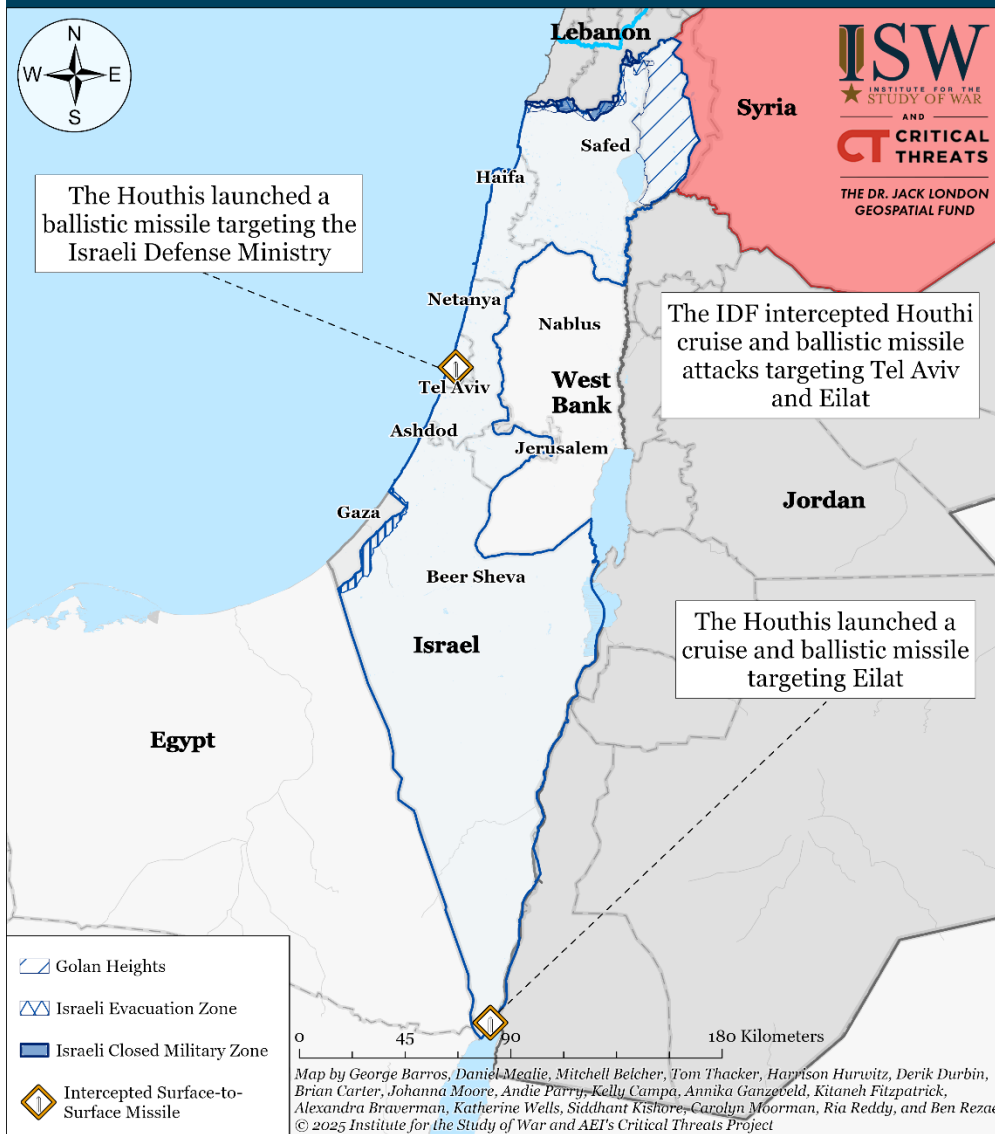 Lebanon
N
W
E
S
ISW
INSTITUTE FOR THE
STUDY OF WAR
AND
CT CRITICAL
THREATS
THE DR. JACK LONDON
GEOSPATIAL FUND
Syria
Safed
Haifa
The Houthis launched a
ballistic missile targeting the
Israeli Defense Ministry
Netanya
Nablus
The IDF intercepted Houthi
cruise and ballistic missile
attacks targeting Tel Aviv
and Eilat
West
Bank
Tel Aviv
Ashdod
Jerusalem
Jordan
Gaza
Beer Sheva
Israel
The Houthis launched a
cruise and ballistic missile
targeting Eilat
Egypt
Golan Heights
Israeli Evacuation Zone
Israeli Closed Military Zone
Intercepted Surface-to-
Surface Missile
0 45 90 180 Kilometers
Map by George Barros, Daniel Mealie, Mitchell Belcher, Tom Thacker, Harrison Hurwitz, Derik Durbin,
Brian Carter, Johanna Moore, Andie Parry, Kelly Campa, Annika Ganzebeld, Kitaneh Fitzpatrick,
Alexandra Braverman, Katherine Wells, Siddhant Kishore, Carolyn Moorman, Ria Reddy, and Ben Rezaei
© 2025 Institute for the Study of War and AEI's Critical Threats Project